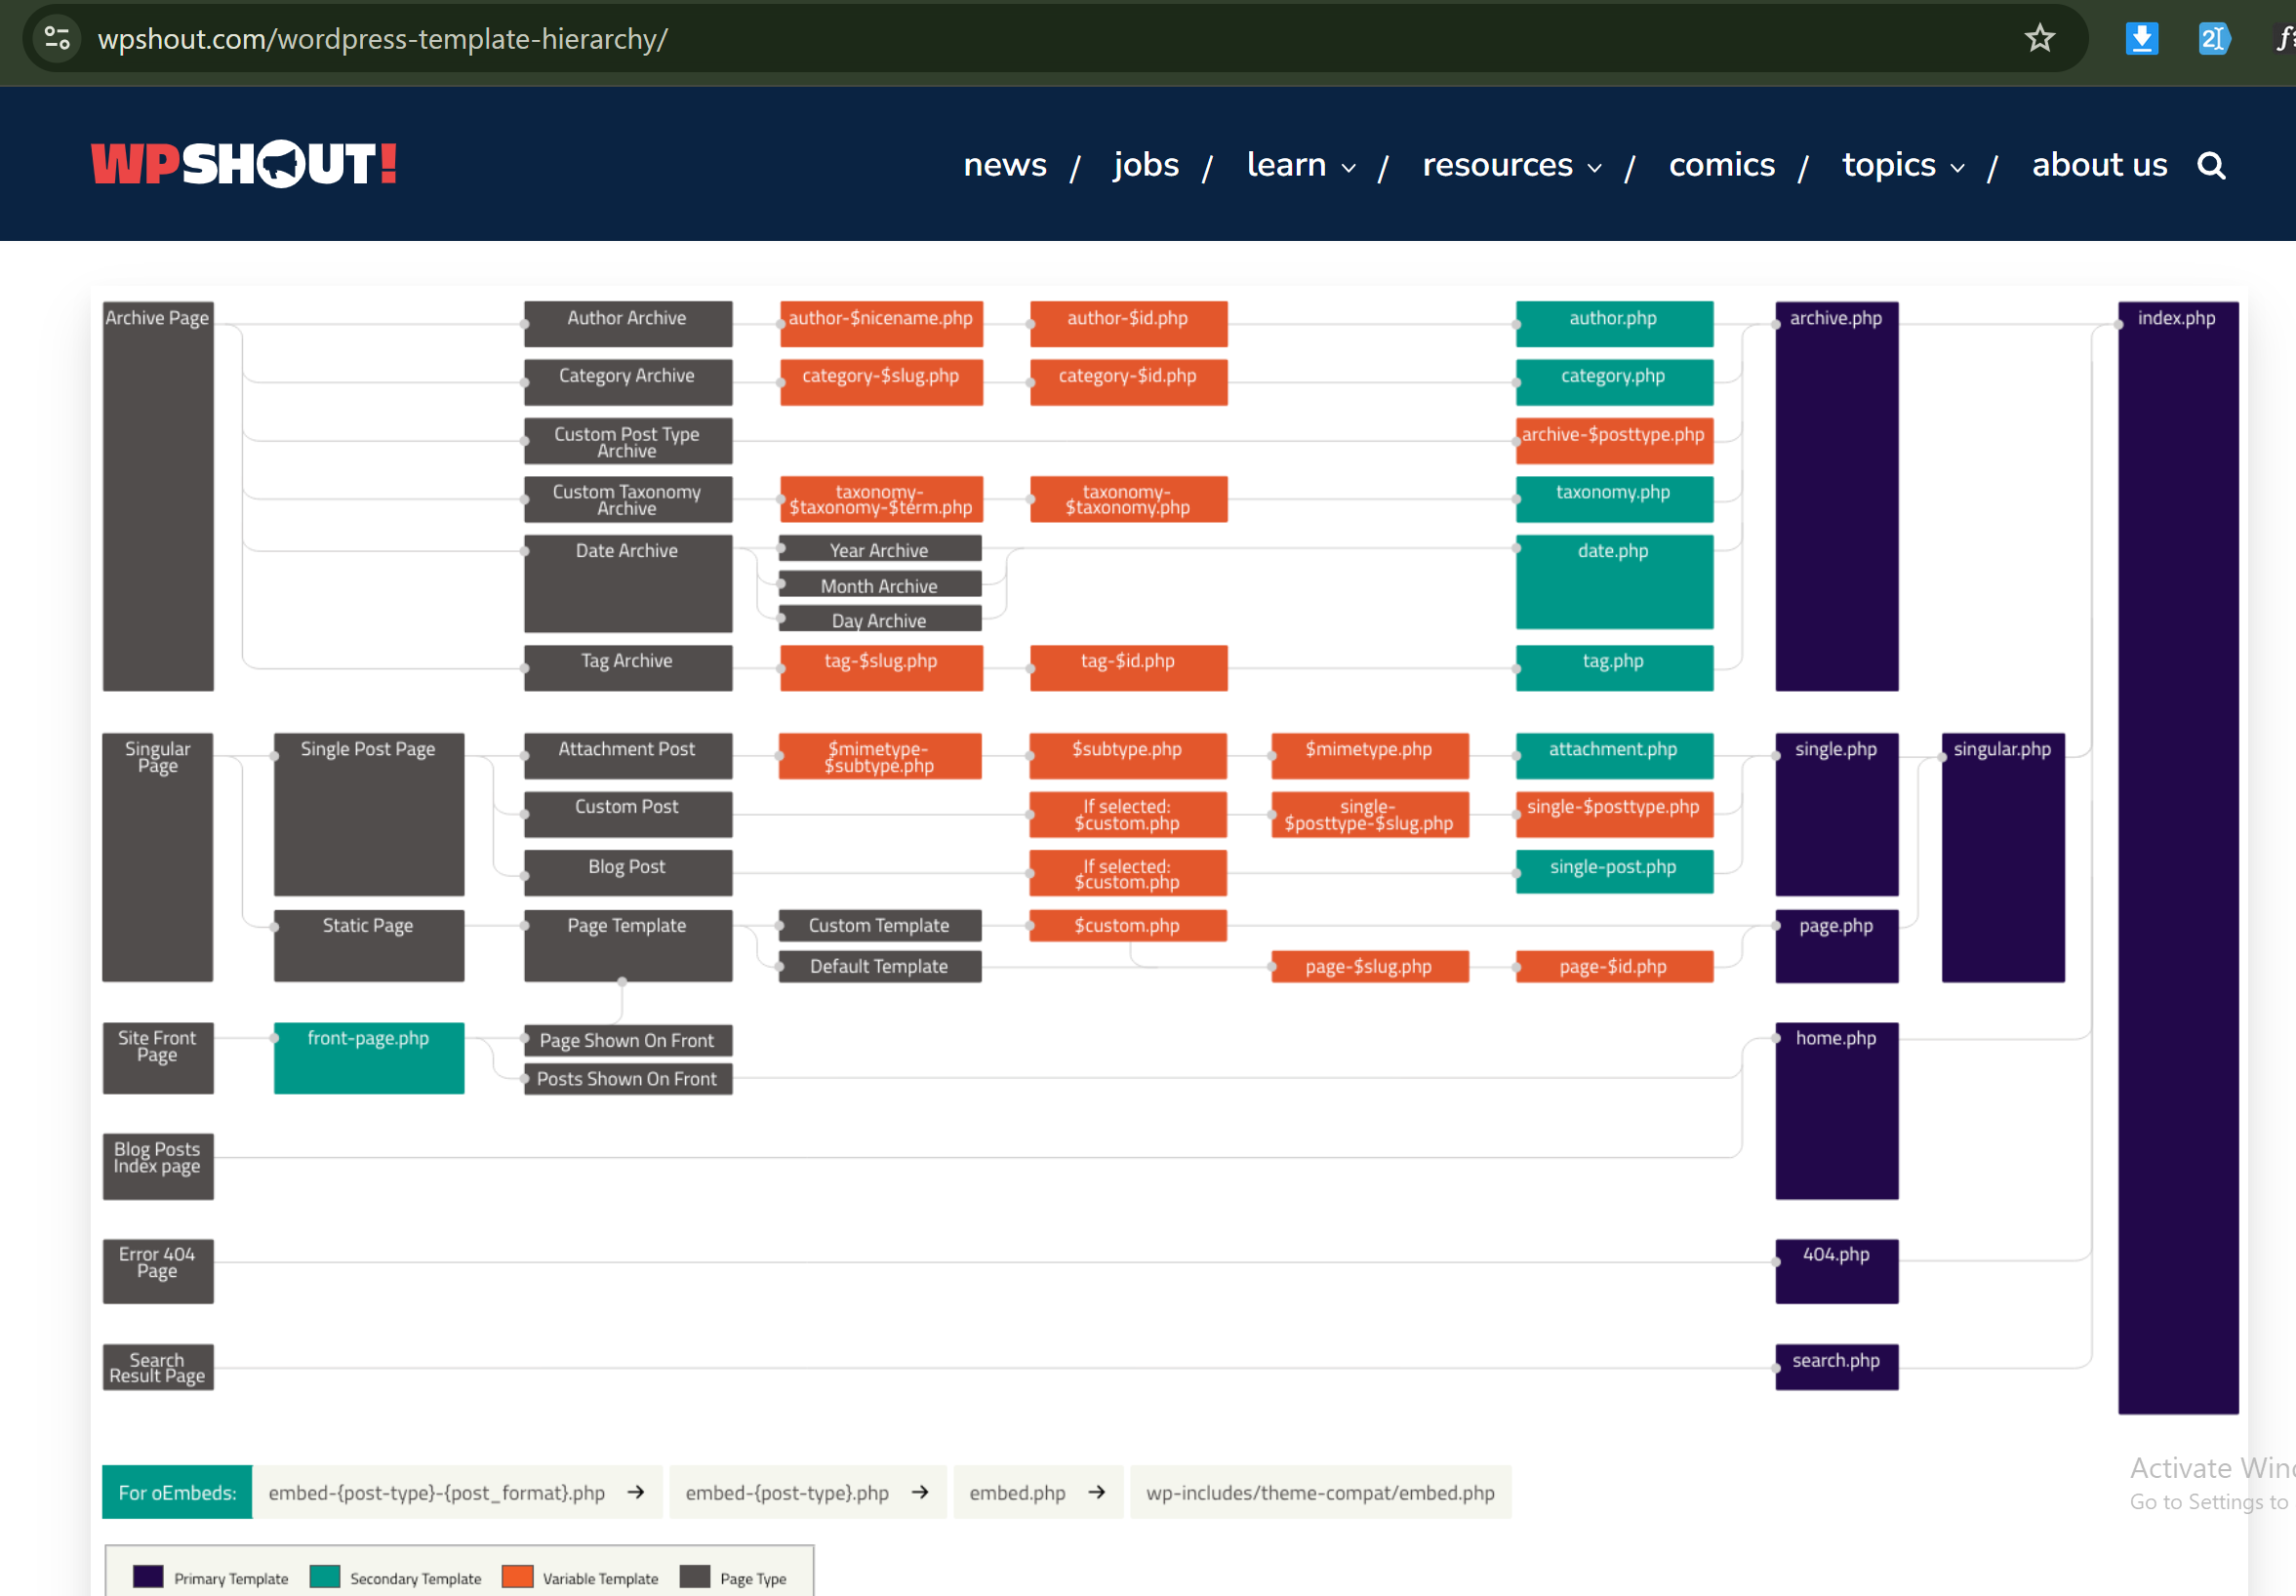 wpshout.com/wordpress-template-hierarchy/
WPSHOUT!
news / jobs / learn / resources / comics / topics / about us
Archive Page
Author Archive
author-$nicename.php
author-$id.php
author.php
archive.php
index.php
Category Archive
category-$slug.php
category-$id.php
category.php
Custom Post Type
Archive
archive-$posttype.php
Custom Taxonomy
Archive
taxonomy-
$taxonomy-$term.php
taxonomy-
$taxonomy.php
taxonomy.php
Date Archive
Year Archive
Month Archive
Day Archive
date.php
Tag Archive
tag-$slug.php
tag-$id.php
tag.php
Singular
Page
Single Post Page
Attachment Post
$mimetype-
$subtype.php
$subtype.php
$mimetype.php
attachment.php
single.php
singular.php
Custom Post
If selected:
$custom.php
single-
$posttype-$slug.php
single-$posttype.php
Blog Post
If selected:
$custom.php
single-post.php
Static Page
Page Template
Custom Template
$custom.php
page.php
Default Template
page-$slug.php
page-$id.php
Site Front
Page
front-page.php
Page Shown On Front
Posts Shown On Front
home.php
Blog Posts
Index page
Error 404
Page
404.php
Search
Result Page
search.php
For oEmbeds: embed-{post-type}-{post_format}.php → embed-{post-type}.php → embed.php → wp-includes/theme-compat/embed.php
Primary Template Secondary Template Variable Template Page Type
Activate Win
Go to Settings to